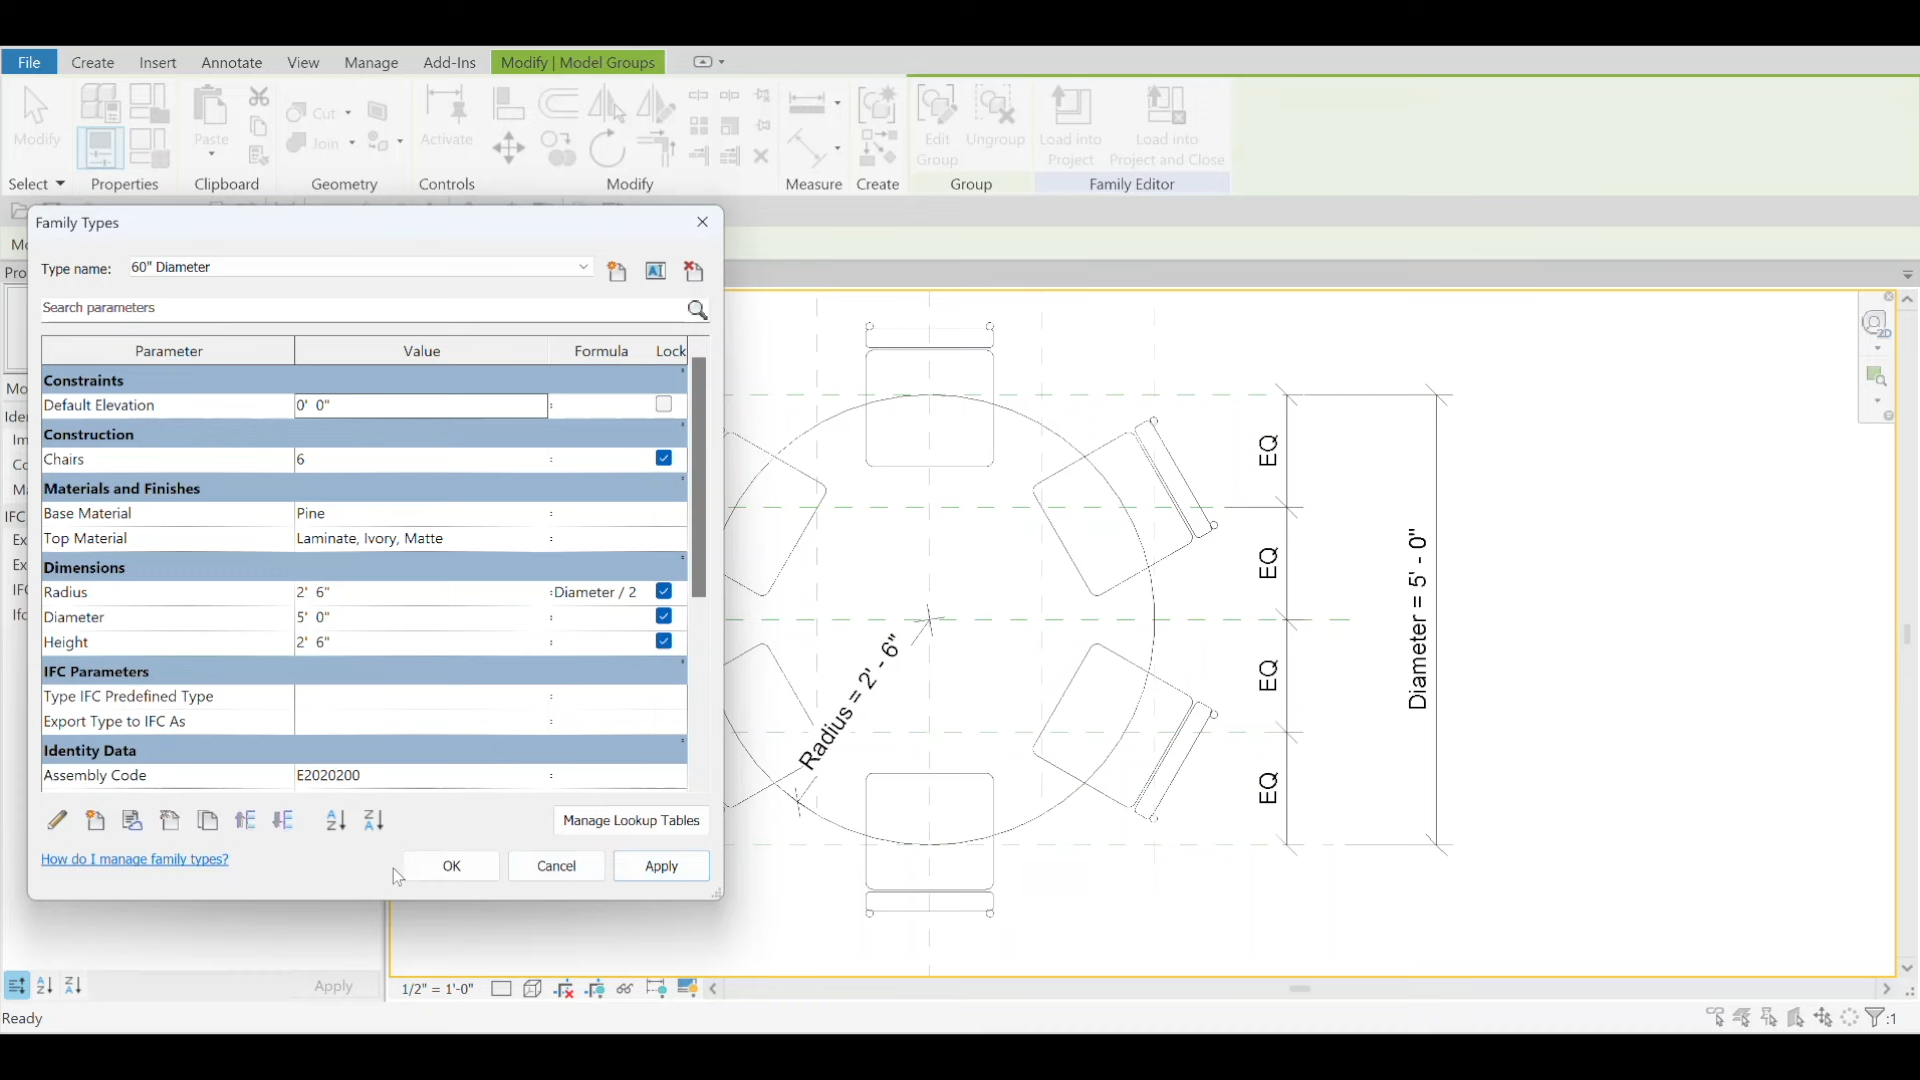 File Create Insert Annotate View Manage Add-Ins Modify | Model Groups
Modify Paste Cut Join Activate Edit Group Ungroup Load into Project Load into Project and Close
Select Properties Clipboard Geometry Controls Modify Measure Create Group Family Editor
Family Types
Type name: 60" Diameter
Search parameters
Parameter Value Formula Lock
Constraints
Default Elevation 0' 0"
Construction
Chairs 6
Materials and Finishes
Base Material Pine
Top Material Laminate, Ivory, Matte
Dimensions
Radius 2' 6" Diameter / 2
Diameter 5' 0"
Height 2' 6"
IFC Parameters
Type IFC Predefined Type
Export Type to IFC As
Identity Data
Assembly Code E2020200
Manage Lookup Tables
How do I manage family types?
OK Cancel Apply
EQ
EQ
EQ
EQ
Diameter = 5' - 0"
Radius = 2' - 6"
2D
Apply
1/2" = 1'-0"
Ready
:1